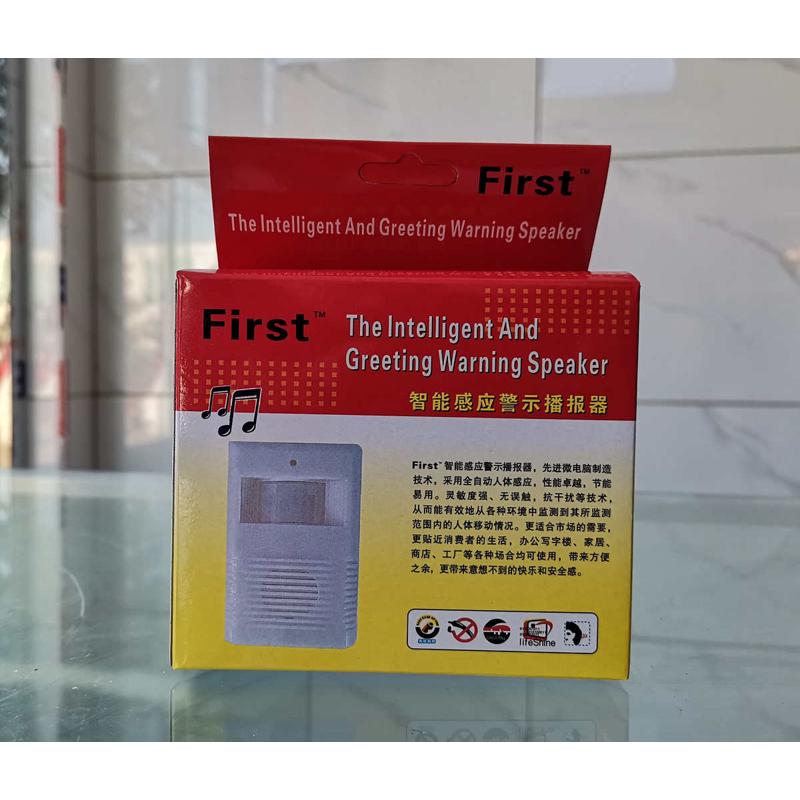 First™
The Intelligent And Greeting Warning Speaker
First™
The Intelligent And
Greeting Warning Speaker
智能感应警示播报器
First™智能感应警示播报器，先进微电脑制造
技术，采用全自动人体感应，性能卓越，节能
易用。灵敏度强、无误触，抗干扰等技术，
从而能有效地从各种环境中监测到其所监测
范围内的人体移动情况。更适合市场的需要，
更贴近消费者的生活，办公写字楼、家居、
商店、工厂等各种场合均可使用，带来方便
之余，更带来意想不到的快乐和安全感。
lifeShine